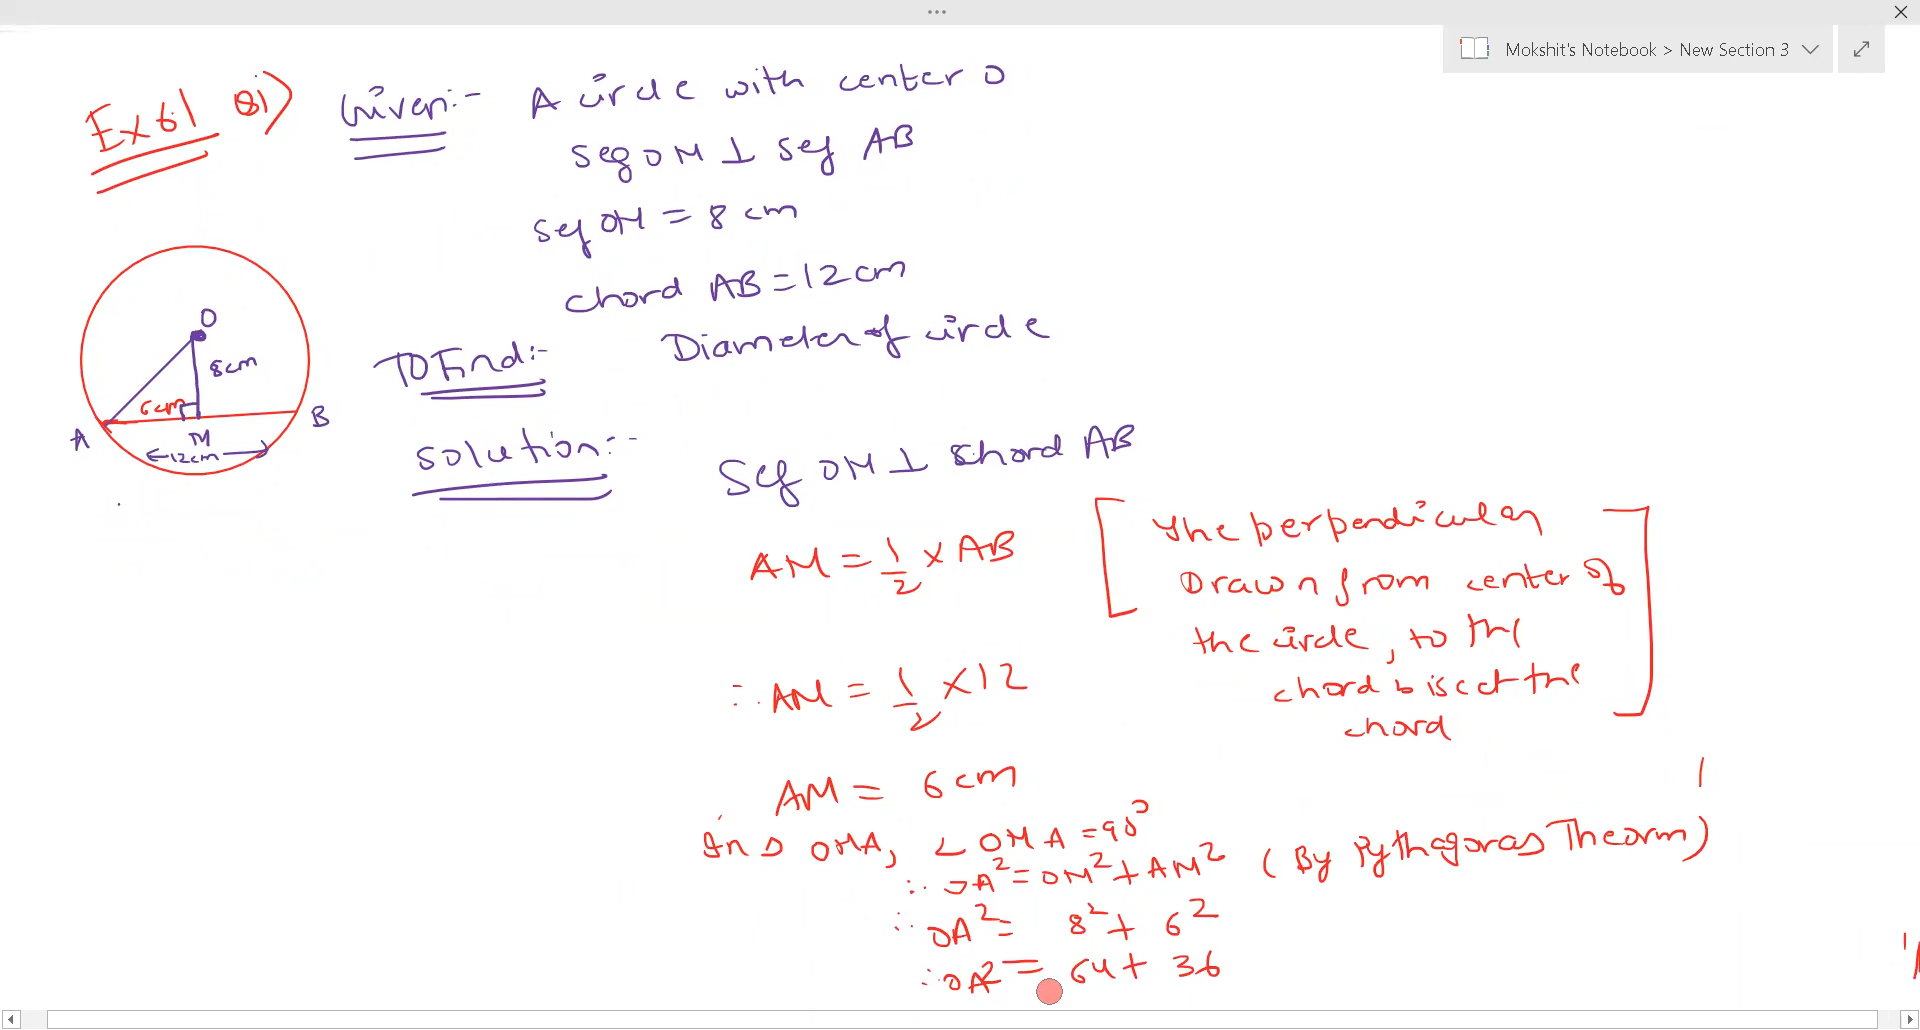 Mokshit's Notebook > New Section 3
Ex 6.1 Q1) Given:- A circle with center O
seg OM ⊥ seg AB
seg OM = 8 cm
chord AB = 12 cm
To Find:- Diameter of circle
O
8cm
6cm
A
M
B
12cm
Solution:- Seg OM ⊥ chord AB
AM = 1/2 × AB [The perpendicular
Drawn from center of
the circle, to the
chord bisect the
chord]
∴ AM = 1/2 × 12
AM = 6 cm
In Δ OMA, ∠OMA = 90°
∴ OA² = OM² + AM² (By Pythagoras Theorm)
∴ OA² = 8² + 6²
∴ OA² = 64 + 36